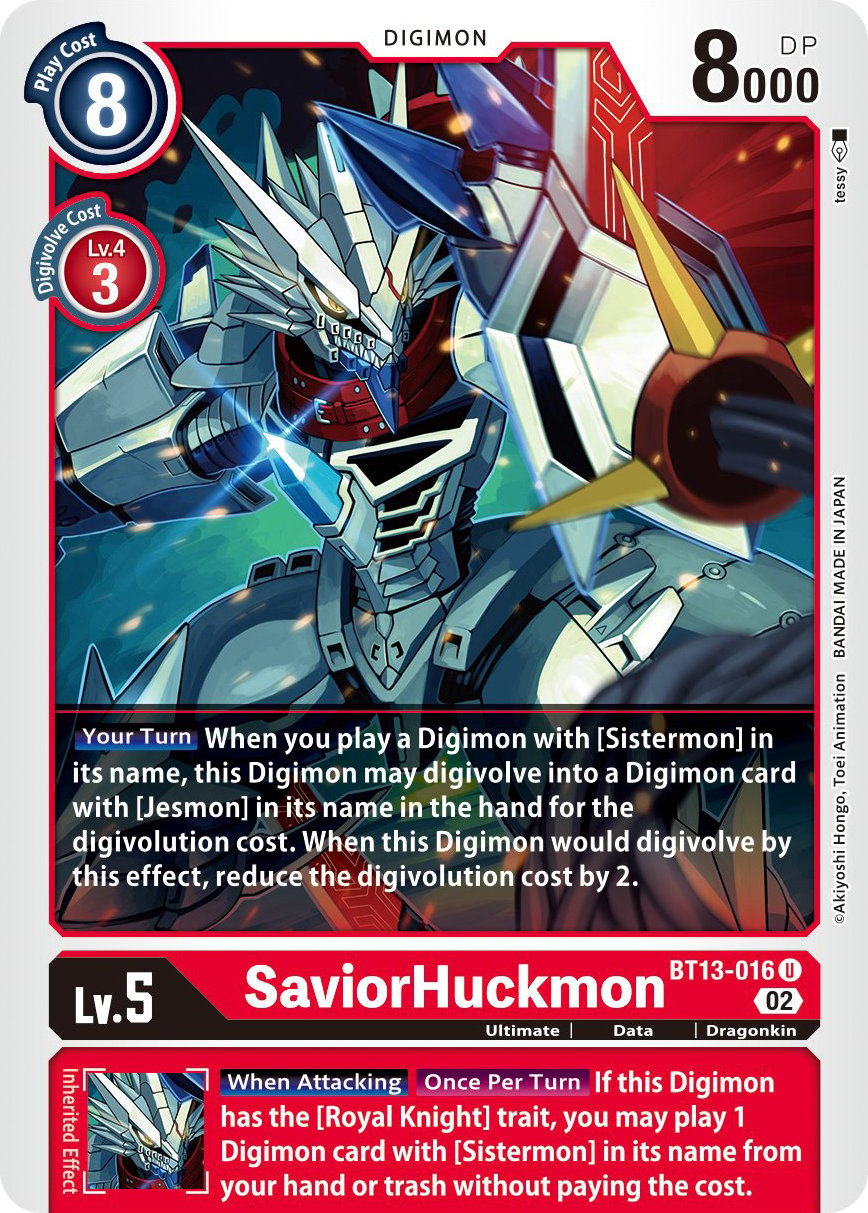 DIGIMON
Play Cost
8
DP
8000
Digivolve Cost
Lv.4
3
tessy
©Akiyoshi Hongo, Toei Animation BANDAI MADE IN JAPAN
E
Your Turn When you play a Digimon with [Sistermon] in
its name, this Digimon may digivolve into a Digimon card
with [Jesmon] in its name in the hand for the
digivolution cost. When this Digimon would digivolve by
this effect, reduce the digivolution cost by 2.
Lv.5
SaviorHuckmon
BT13-016 U
02
Ultimate | Data | Dragonkin
Inherited Effect
When Attacking Once Per Turn If this Digimon
has the [Royal Knight] trait, you may play 1
Digimon card with [Sistermon] in its name from
your hand or trash without paying the cost.